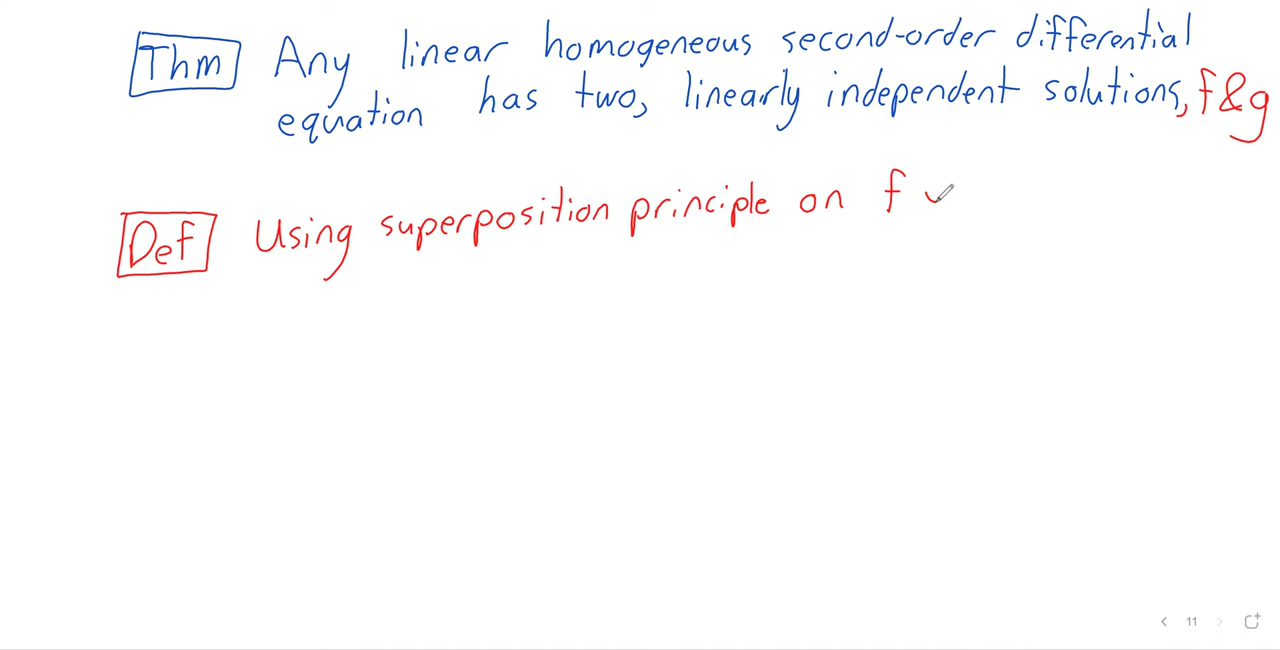 Thm Any linear homogeneous second-order differential
equation has two, linearly independent solutions, f & g
Def Using superposition principle on f
11